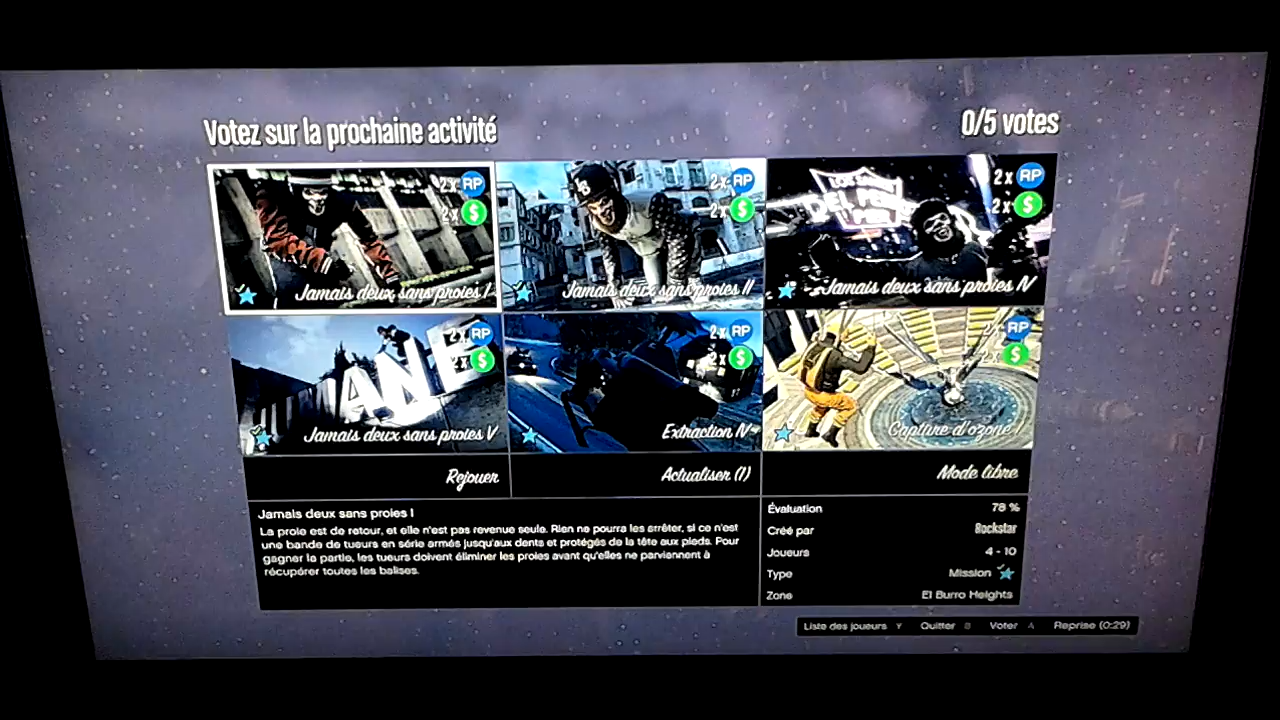 Votez sur la prochaine activité
0/5 votes
2x RP
2x $
Jamais deux sans proies I
2x RP
2x $
Jamais deux sans proies II
LOS SANTOS
DEL PERRO
PIER
2x RP
2x $
Jamais deux sans proies IV
2x RP
2x $
Jamais deux sans proies V
2x RP
2x $
Extraction IV
2x RP
2x $
Capture d'ozone
Rejouer
Actualiser (1)
Mode libre
Jamais deux sans proies I
La proie est de retour, et elle n'est pas revenue seule. Rien ne pourra les arrêter, si ce n'est
une bande de tueurs en série armés jusqu'aux dents et protégés de la tête aux pieds. Pour
gagner la partie, les tueurs doivent éliminer les proies avant qu'elles ne parviennent à
récupérer toutes les balises.
Évaluation 78 %
Créé par Rockstar
Joueurs 4 - 10
Type Mission
Zone El Burro Heights
Liste des joueurs Y Quitter B Voter A Reprise (0:29)